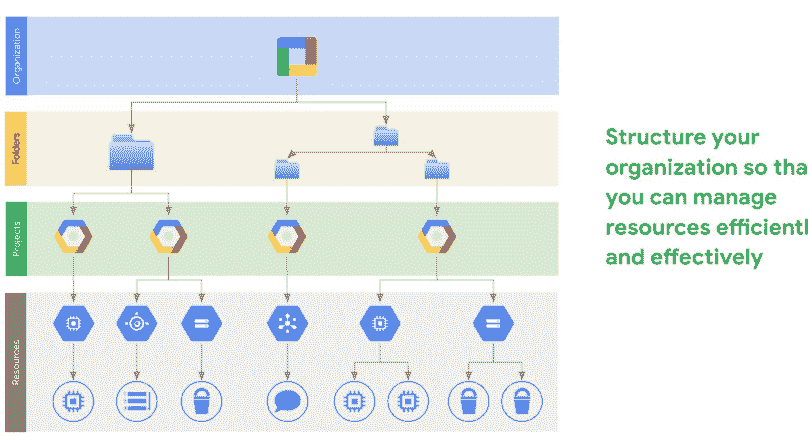 Organization
Folders
Projects
Resources
Structure your
organization so tha
you can manage
resources efficientl
and effectively